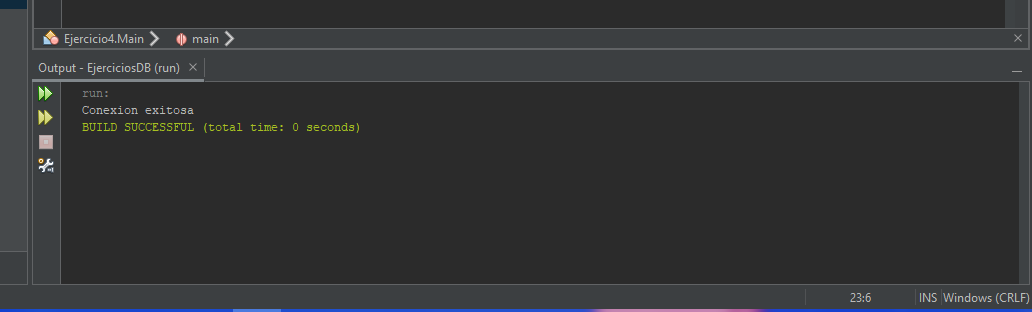 Ejercicio4.Main main
Output - EjerciciosDB (run)
run:
Conexion exitosa
BUILD SUCCESSFUL (total time: 0 seconds)
23:6 INS Windows (CRLF)